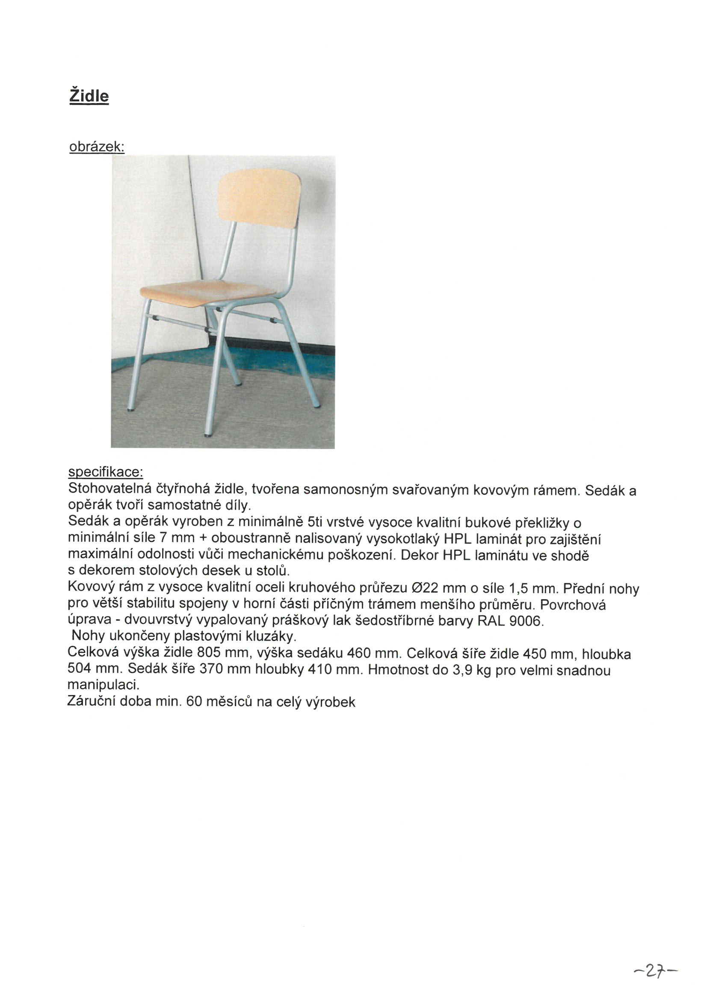 Židle
obrázek:
specifikace:
Stohovatelná čtyřnohá židle, tvořena samonosným svařovaným kovovým rámem. Sedák a
opěrák tvoří samostatné díly.
Sedák a opěrák vyroben z minimálně 5ti vrstvé vysoce kvalitní bukové překližky o
minimální síle 7 mm + oboustranně nalisovaný vysokotlaký HPL laminát pro zajištění
maximální odolnosti vůči mechanickému poškození. Dekor HPL laminátu ve shodě
s dekorem stolových desek u stolů.
Kovový rám z vysoce kvalitní oceli kruhového průřezu Ø22 mm o síle 1,5 mm. Přední nohy
pro větší stabilitu spojeny v horní části příčným trámem menšího průměru. Povrchová
úprava - dvouvrstvý vypalovaný práškový lak šedostříbrné barvy RAL 9006.
Nohy ukončeny plastovými kluzáky.
Celková výška židle 805 mm, výška sedáku 460 mm. Celková šíře židle 450 mm, hloubka
504 mm. Sedák šíře 370 mm hloubky 410 mm. Hmotnost do 3,9 kg pro velmi snadnou
manipulaci.
Záruční doba min. 60 měsíců na celý výrobek
-27-